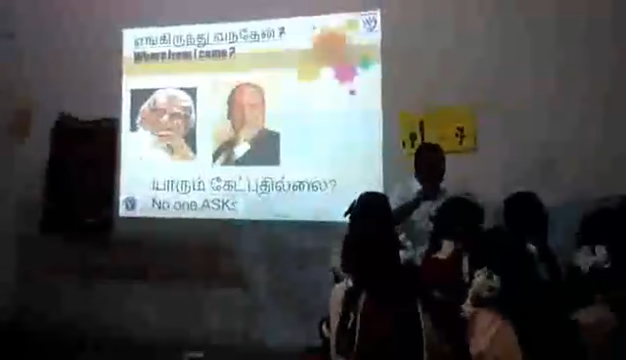 எங்கிருந்து வந்தேன்?
Where from I came?
யாரும் கேட்பதில்லை?
No one ASKs